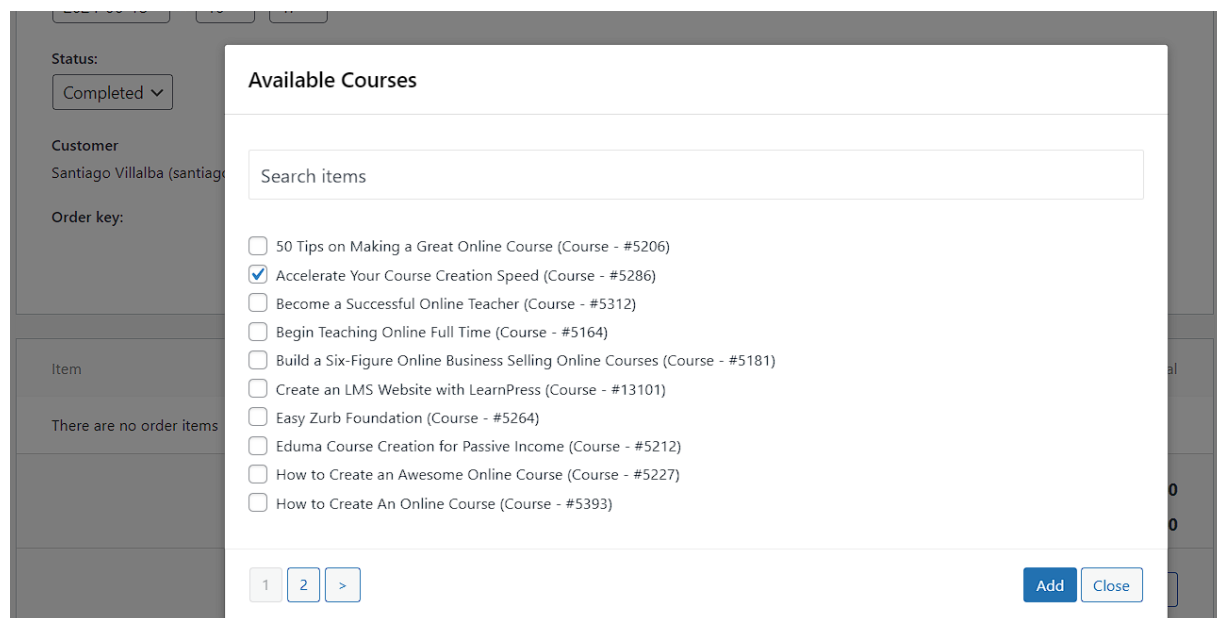 Status:
Completed
Customer
Santiago Villalba (santiag
Order key:
Item
There are no order items
Available Courses
Search items
50 Tips on Making a Great Online Course (Course - #5206)
Accelerate Your Course Creation Speed (Course - #5286)
Become a Successful Online Teacher (Course - #5312)
Begin Teaching Online Full Time (Course - #5164)
Build a Six-Figure Online Business Selling Online Courses (Course - #5181)
Create an LMS Website with LearnPress (Course - #13101)
Easy Zurb Foundation (Course - #5264)
Eduma Course Creation for Passive Income (Course - #5212)
How to Create an Awesome Online Course (Course - #5227)
How to Create An Online Course (Course - #5393)
1 2 >
Add Close
al
0
0